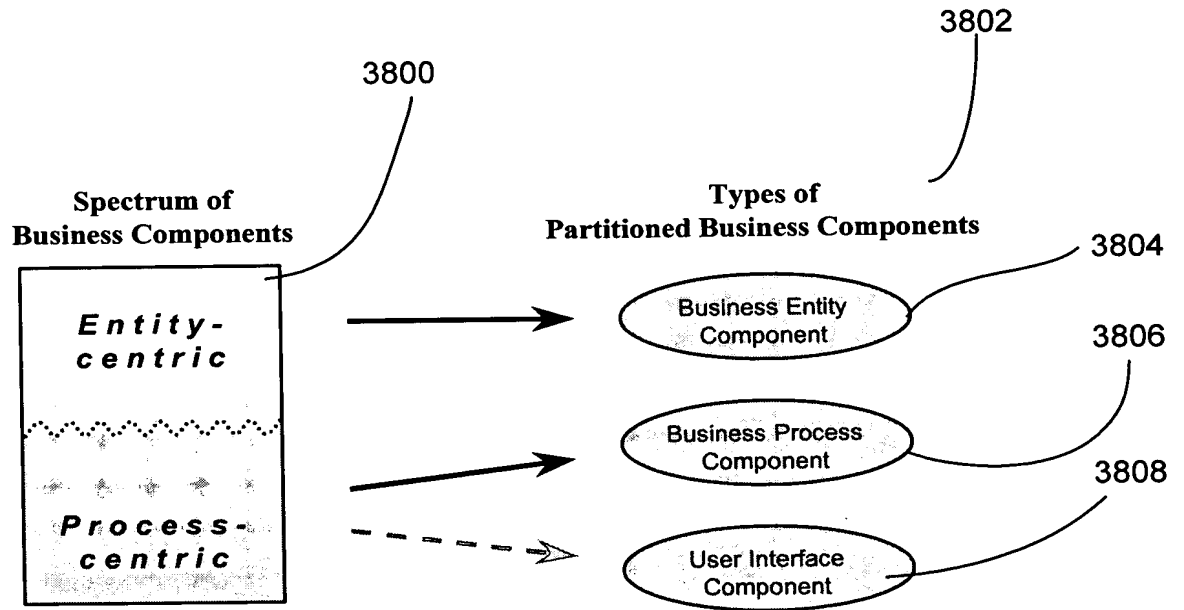 3802
3800
Spectrum of
Business Components
Types of
Partitioned Business Components
3804
Entity-
centric
Business Entity
Component
3806
Business Process
Component
3808
Process-
centric
User Interface
Component